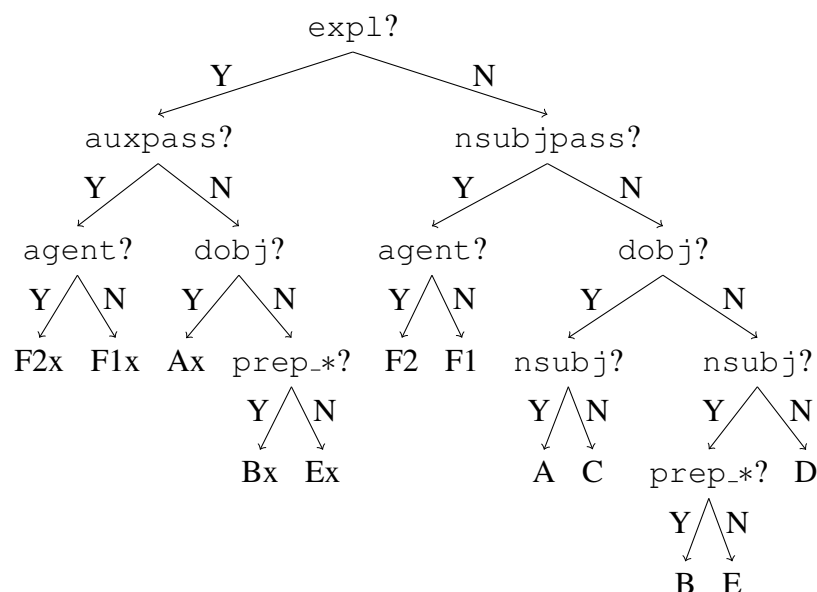 expl?
Y N
auxpass? nsubjpass?
Y N Y N
agent? dobj? agent? dobj?
Y N Y N Y N Y N
F2x F1x Ax prep_*? F2 F1 nsubj? nsubj?
Y N Y N Y N
Bx Ex A C prep_*? D
Y N
B E